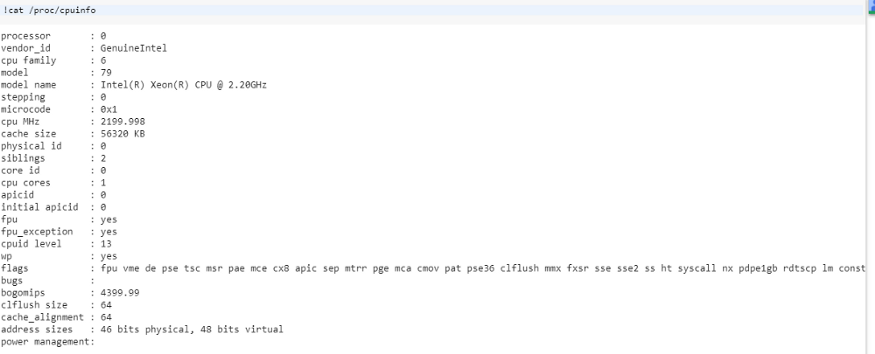 !cat /proc/cpuinfo
processor : 0
vendor_id : GenuineIntel
cpu family : 6
model : 79
model name : Intel(R) Xeon(R) CPU @ 2.20GHz
stepping : 0
microcode : 0x1
cpu MHz : 2199.998
cache size : 56320 KB
physical id : 0
siblings : 2
core id : 0
cpu cores : 1
apicid : 0
initial apicid : 0
fpu : yes
fpu_exception : yes
cpuid level : 13
wp : yes
flags : fpu vme de pse tsc msr pae mce cx8 apic sep mtrr pge mca cmov pat pse36 clflush mmx fxsr sse sse2 ss ht syscall nx pdpe1gb rdtscp lm const
bugs :
bogomips : 4399.99
clflush size : 64
cache_alignment : 64
address sizes : 46 bits physical, 48 bits virtual
power management: